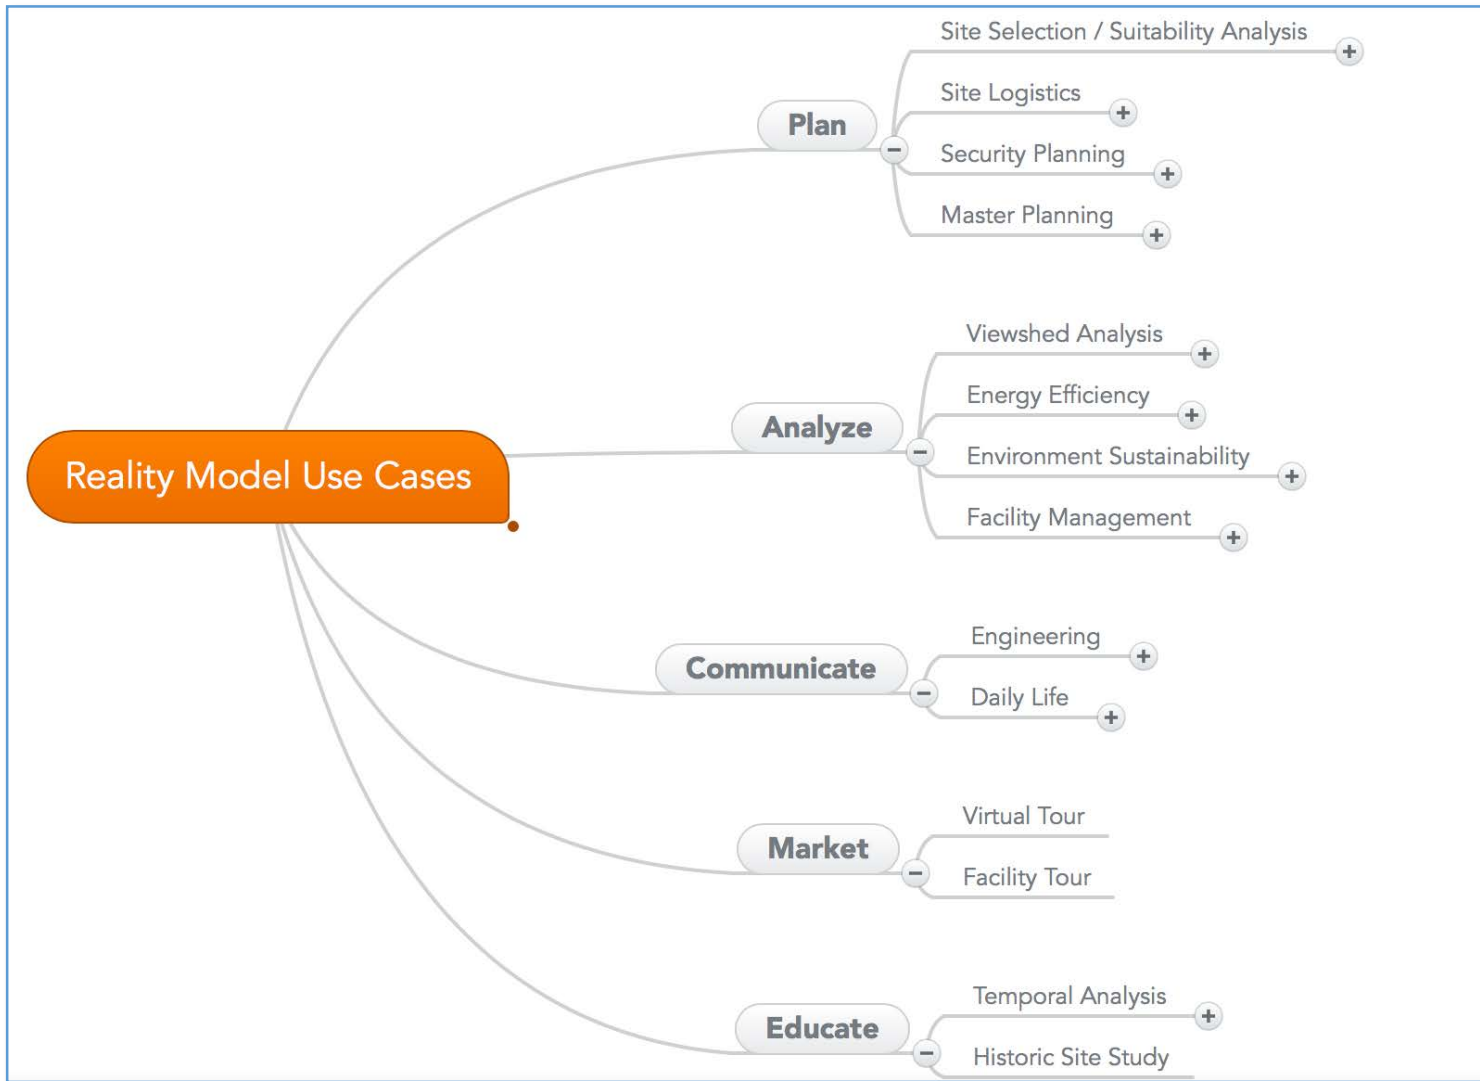 Reality Model Use Cases
Plan
Site Selection / Suitability Analysis
Site Logistics
Security Planning
Master Planning
Analyze
Viewshed Analysis
Energy Efficiency
Environment Sustainability
Facility Management
Communicate
Engineering
Daily Life
Market
Virtual Tour
Facility Tour
Educate
Temporal Analysis
Historic Site Study